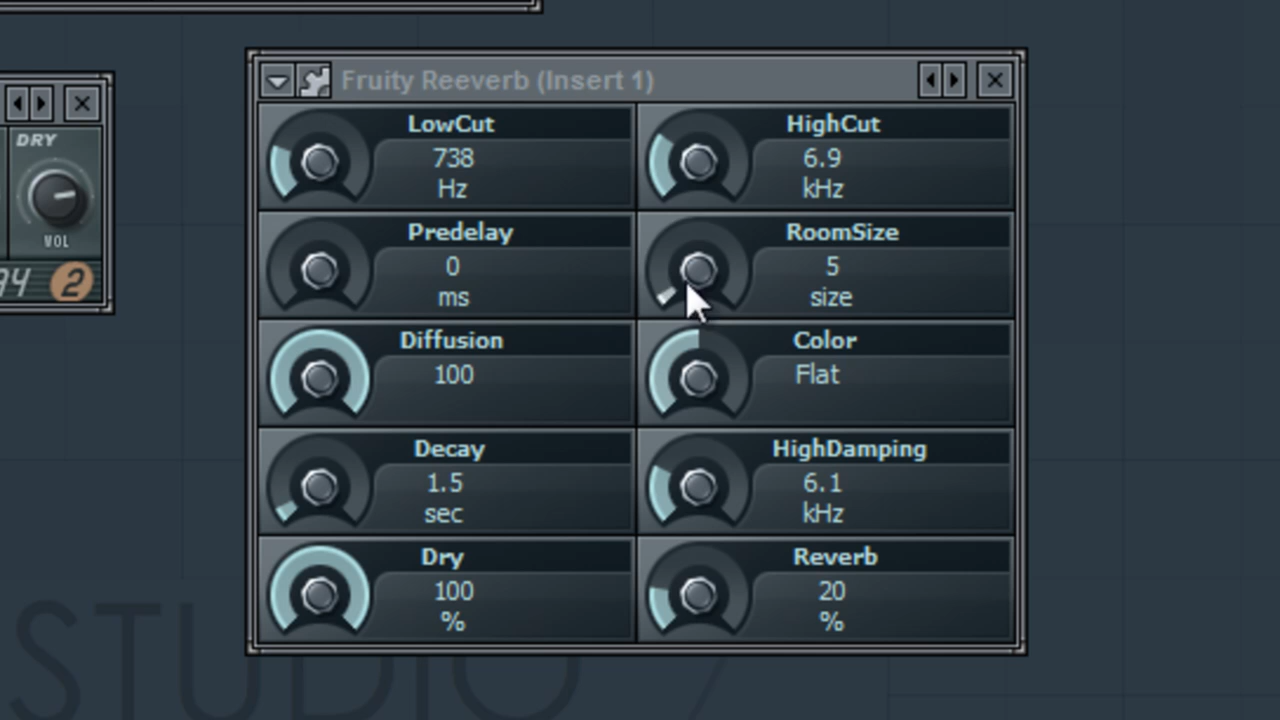 Fruity Reeverb (Insert 1)
LowCut
738
Hz
HighCut
6.9
kHz
Predelay
0
ms
RoomSize
5
size
Diffusion
100
Color
Flat
Decay
1.5
sec
HighDamping
6.1
kHz
Dry
100
%
Reverb
20
%
DRY
VOL
2
STUDIO